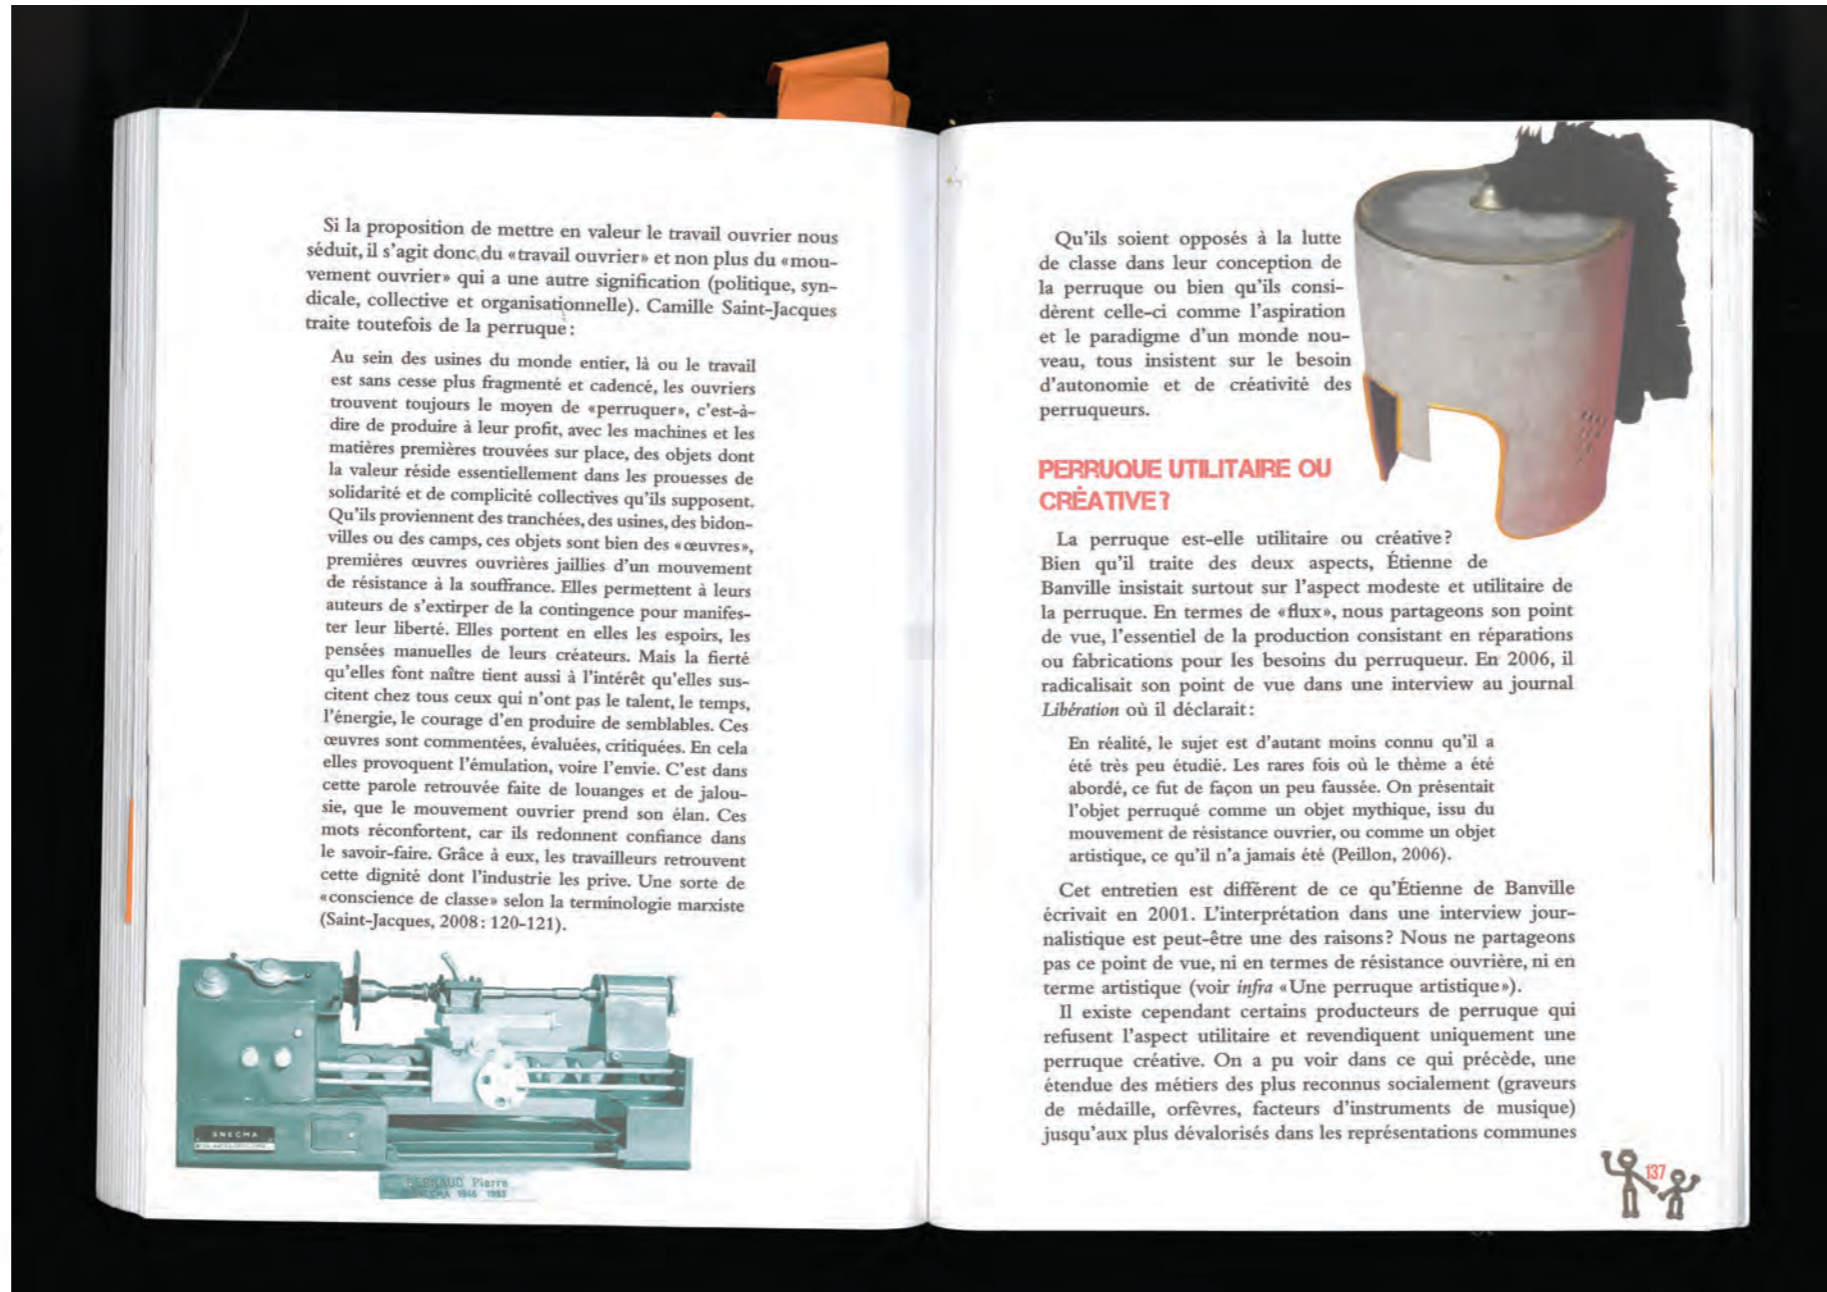 Si la proposition de mettre en valeur le travail ouvrier nous
séduit, il s'agit donc du «travail ouvrier» et non plus du «mou-
vement ouvrier» qui a une autre signification (politique, syn-
dicale, collective et organisationnelle). Camille Saint-Jacques
traite toutefois de la perruque :
Au sein des usines du monde entier, là ou le travail
est sans cesse plus fragmenté et cadencé, les ouvriers
trouvent toujours le moyen de «perruquer», c'est-à-
dire de produire à leur profit, avec les machines et les
matières premières trouvées sur place, des objets dont
la valeur réside essentiellement dans les prouesses de
solidarité et de complicité collectives qu'ils supposent.
Qu'ils proviennent des tranchées, des usines, des bidon-
villes ou des camps, ces objets sont bien des «œuvres»,
premières œuvres ouvrières jaillies d'un mouvement
de résistance à la souffrance. Elles permettent à leurs
auteurs de s'extirper de la contingence pour manifes-
ter leur liberté. Elles portent en elles les espoirs, les
pensées manuelles de leurs créateurs. Mais la fierté
qu'elles font naître tient aussi à l'intérêt qu'elles sus-
citent chez tous ceux qui n'ont pas le talent, le temps,
l'énergie, le courage d'en produire de semblables. Ces
œuvres sont commentées, évaluées, critiquées. En cela
elles provoquent l'émulation, voire l'envie. C'est dans
cette parole retrouvée faite de louanges et de jalou-
sie, que le mouvement ouvrier prend son élan. Ces
mots réconfortent, car ils redonnent confiance dans
le savoir-faire. Grâce à eux, les travailleurs retrouvent
cette dignité dont l'industrie les prive. Une sorte de
«conscience de classe» selon la terminologie marxiste
(Saint-Jacques, 2008 : 120-121).
SNECMA
BERNAUD Pierre
SNECMA 1946 1983
Qu'ils soient opposés à la lutte
de classe dans leur conception de
la perruque ou bien qu'ils consi-
dèrent celle-ci comme l'aspiration
et le paradigme d'un monde nou-
veau, tous insistent sur le besoin
d'autonomie et de créativité des
perruqueurs.
PERRUQUE UTILITAIRE OU
CRÉATIVE ?
La perruque est-elle utilitaire ou créative ?
Bien qu'il traite des deux aspects, Étienne de
Banville insistait surtout sur l'aspect modeste et utilitaire de
la perruque. En termes de «flux», nous partageons son point
de vue, l'essentiel de la production consistant en réparations
ou fabrications pour les besoins du perruqueur. En 2006, il
radicalisait son point de vue dans une interview au journal
Libération où il déclarait :
En réalité, le sujet est d'autant moins connu qu'il a
été très peu étudié. Les rares fois où le thème a été
abordé, ce fut de façon un peu faussée. On présentait
l'objet perruqué comme un objet mythique, issu du
mouvement de résistance ouvrier, ou comme un objet
artistique, ce qu'il n'a jamais été (Peillon, 2006).
Cet entretien est différent de ce qu'Étienne de Banville
écrivait en 2001. L'interprétation dans une interview jour-
nalistique est peut-être une des raisons ? Nous ne partageons
pas ce point de vue, ni en termes de résistance ouvrière, ni en
terme artistique (voir infra «Une perruque artistique»).
Il existe cependant certains producteurs de perruque qui
refusent l'aspect utilitaire et revendiquent uniquement une
perruque créative. On a pu voir dans ce qui précède, une
étendue des métiers des plus reconnus socialement (graveurs
de médaille, orfèvres, facteurs d'instruments de musique)
jusqu'aux plus dévalorisés dans les représentations communes
137